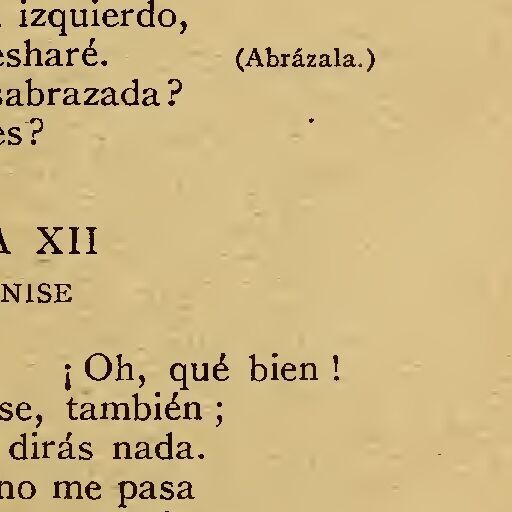 izquierdo,
esharé. (Abrázala.)
sabrazada?
es?
A XII
NISE
¡Oh, qué bien!
se, también;
dirás nada.
no me pasa